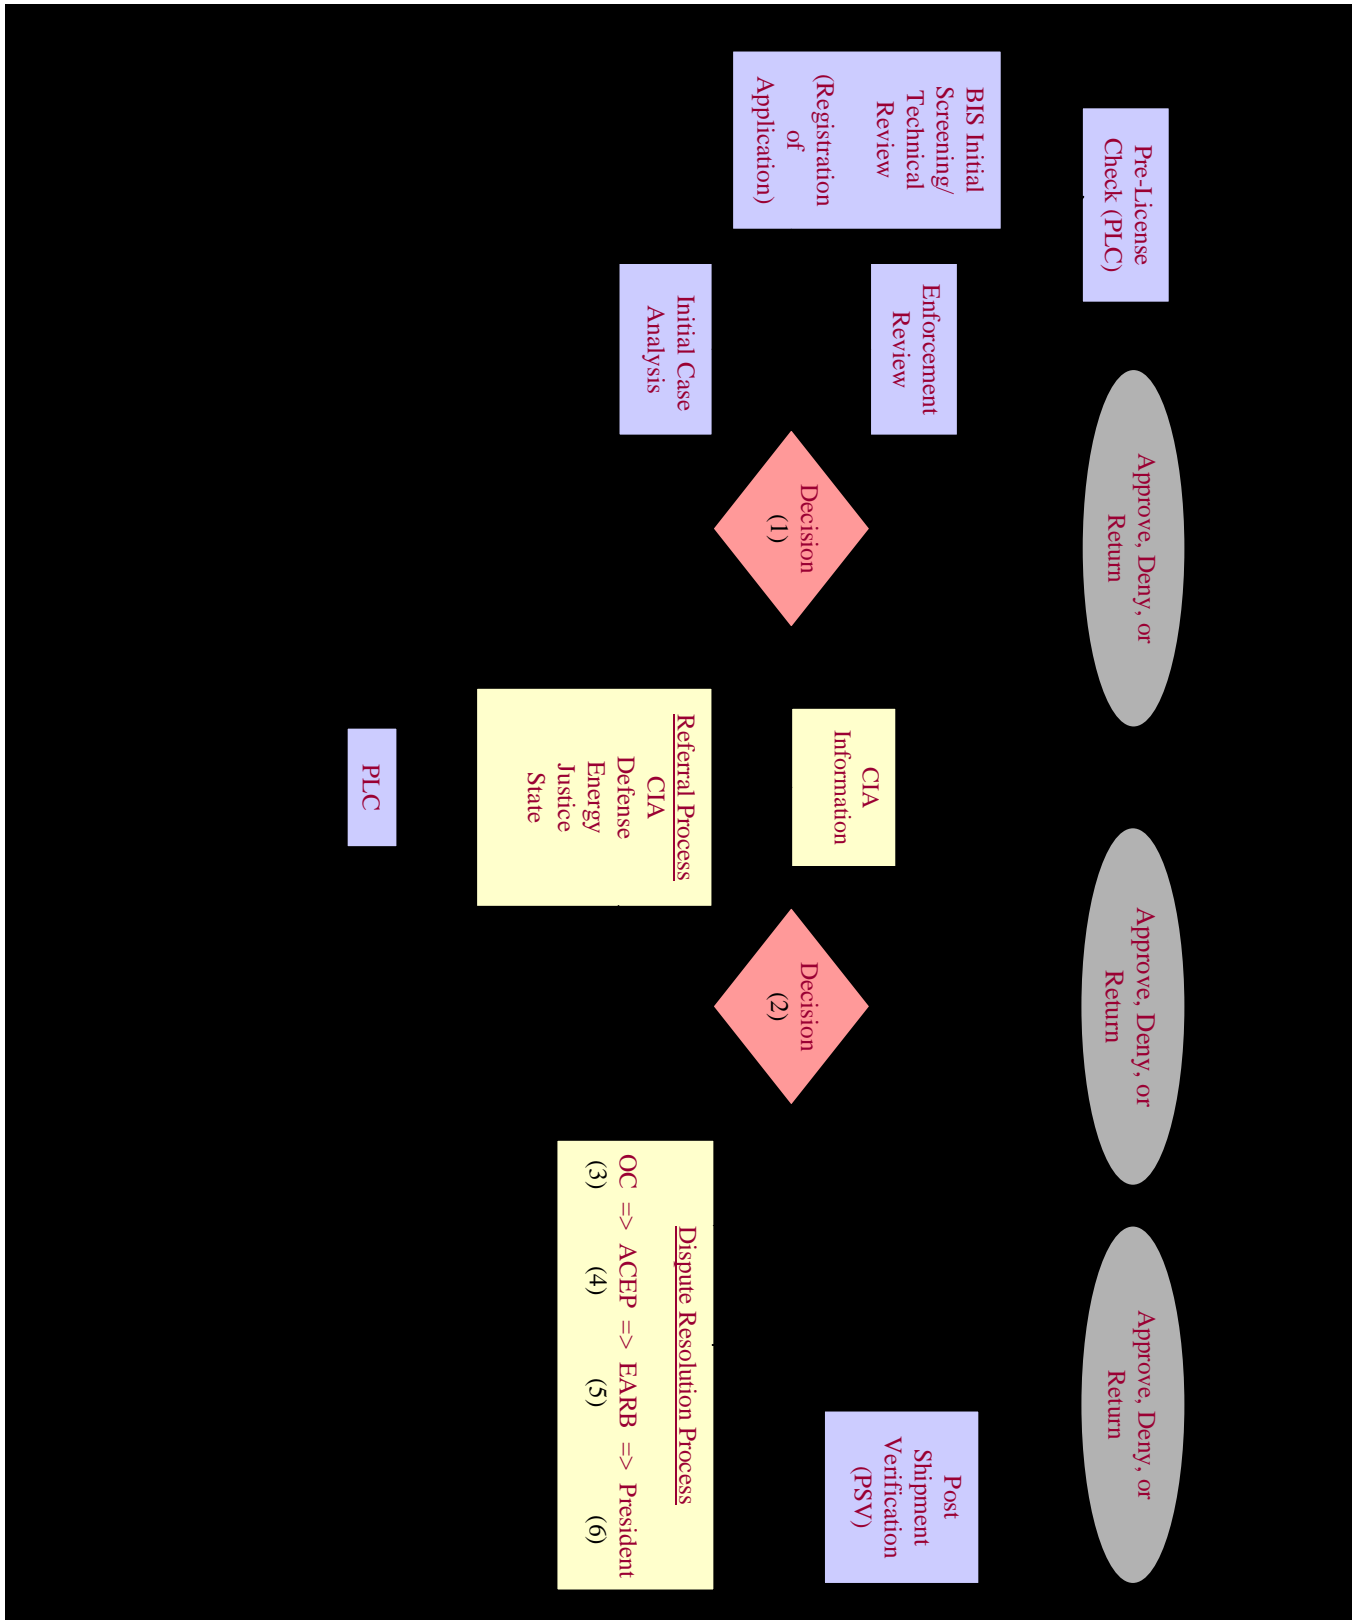 Pre-License
Check (PLC)
Approve, Deny, or
Return
Approve, Deny, or
Return
Approve, Deny, or
Return
BIS Initial
Screening/
Technical
Review
(Registration
of
Application)
Enforcement
Review
Initial Case
Analysis
Decision
(1)
CIA
Information
Referral Process
CIA
Defense
Energy
Justice
State
PLC
Decision
(2)
Post
Shipment
Verification
(PSV)
Dispute Resolution Process
OC => ACEP => EARB => President
(3) (4) (5) (6)